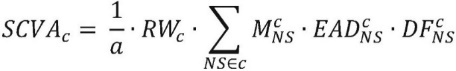 $SCVA_c = \frac{1}{a} \cdot RW_c \cdot \sum_{NS \in c} M_{NS}^c \cdot EAD_{NS}^c \cdot DF_{NS}^c$